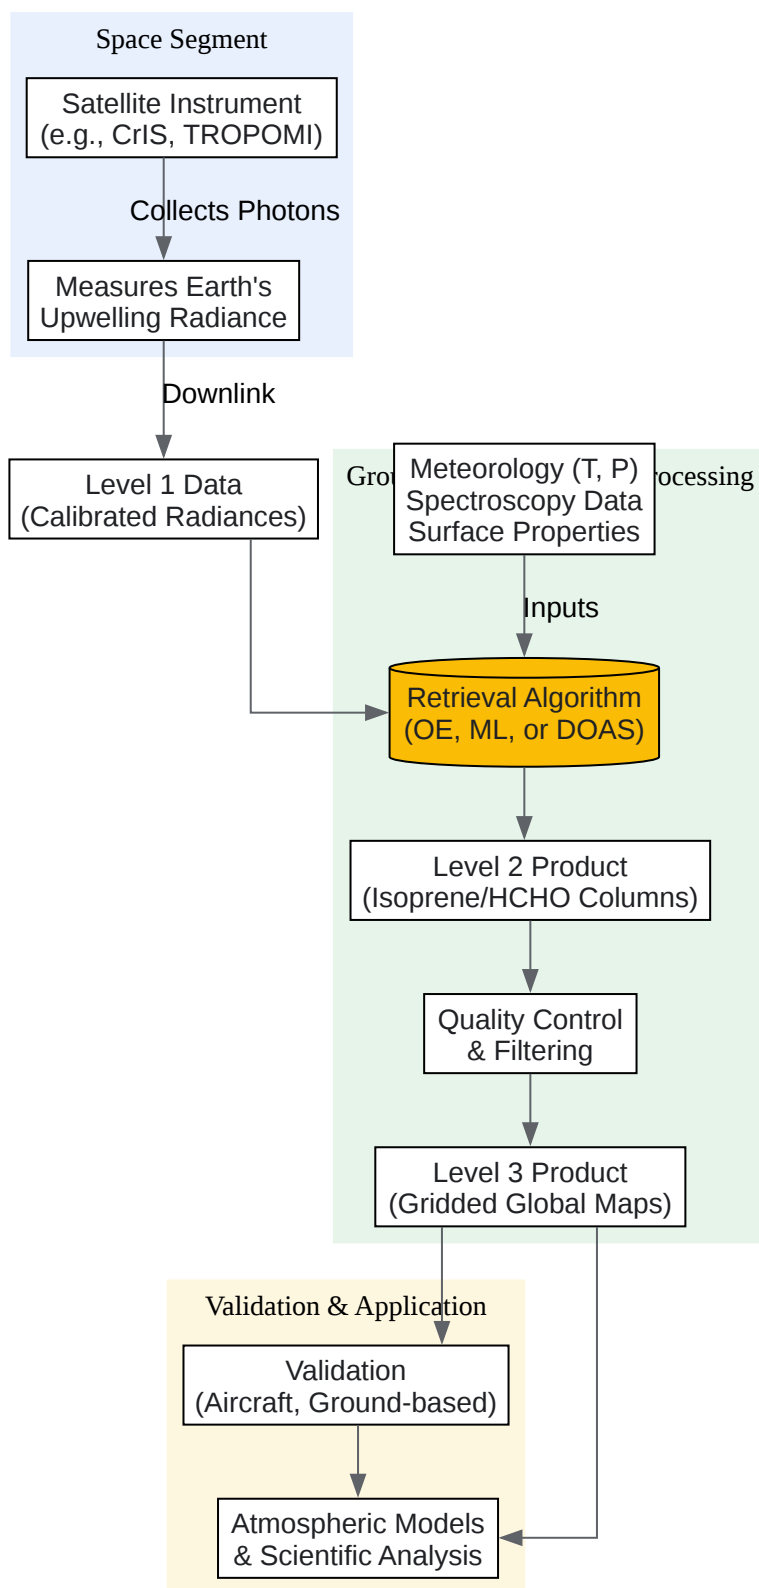 Space Segment
Satellite Instrument
(e.g., CrIS, TROPOMI)
Collects Photons
Measures Earth's
Upwelling Radiance
Downlink
Level 1 Data
(Calibrated Radiances)
Meteorology (T, P)
Spectroscopy Data
Surface Properties
Inputs
Retrieval Algorithm
(OE, ML, or DOAS)
Level 2 Product
(Isoprene/HCHO Columns)
Quality Control
& Filtering
Level 3 Product
(Gridded Global Maps)
Validation & Application
Validation
(Aircraft, Ground-based)
Atmospheric Models
& Scientific Analysis